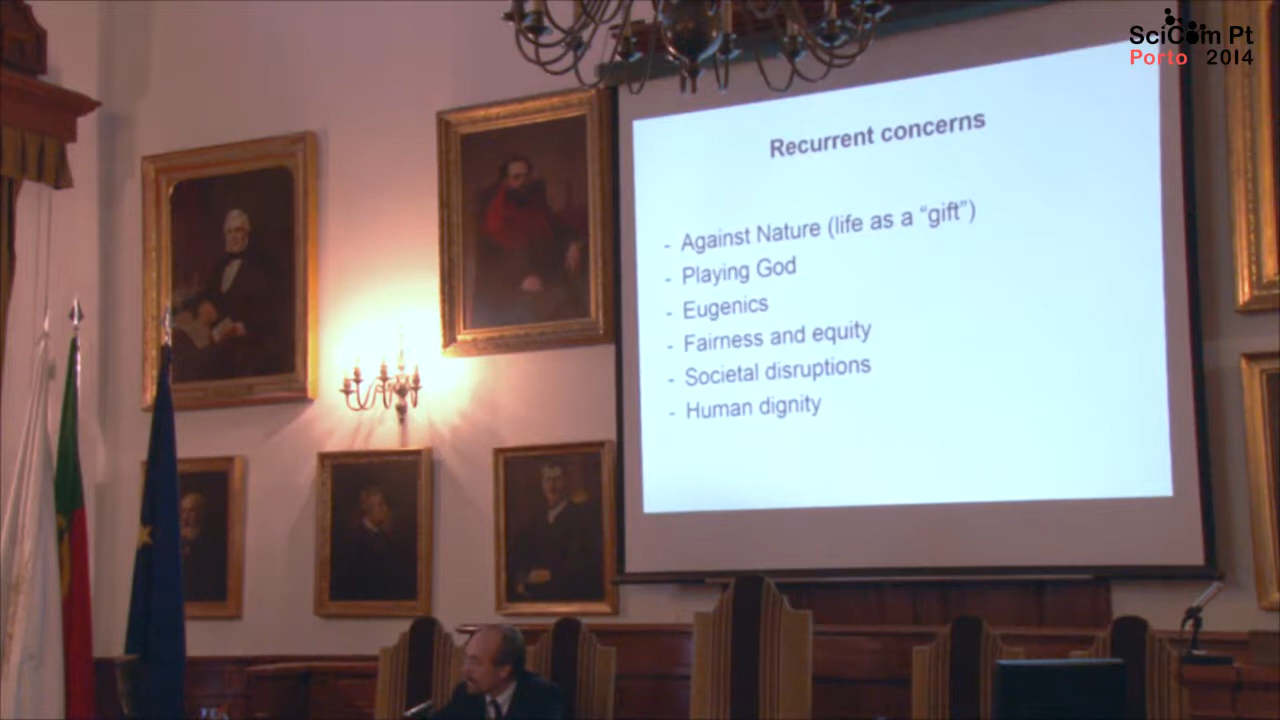 SciCom Pt
Porto 2014
Recurrent concerns
- Against Nature (life as a “gift”)
- Playing God
- Eugenics
- Fairness and equity
- Societal disruptions
- Human dignity